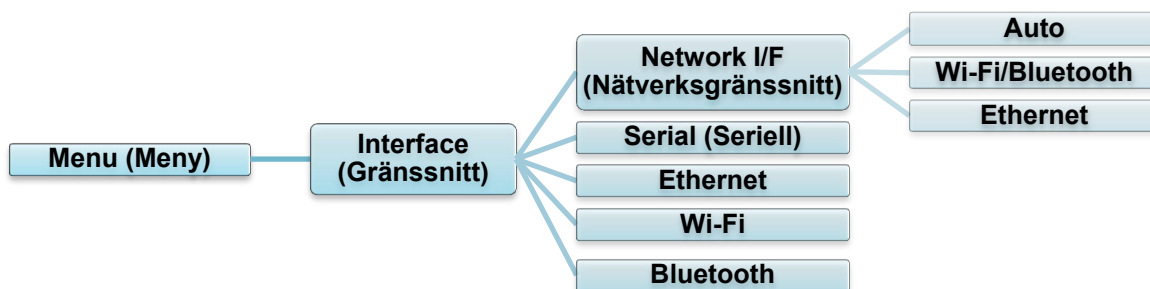 Menu (Meny)
Interface
(Gränssnitt)
Network I/F
(Nätverksgränssnitt)
Serial (Seriell)
Ethernet
Wi-Fi
Bluetooth
Auto
Wi-Fi/Bluetooth
Ethernet